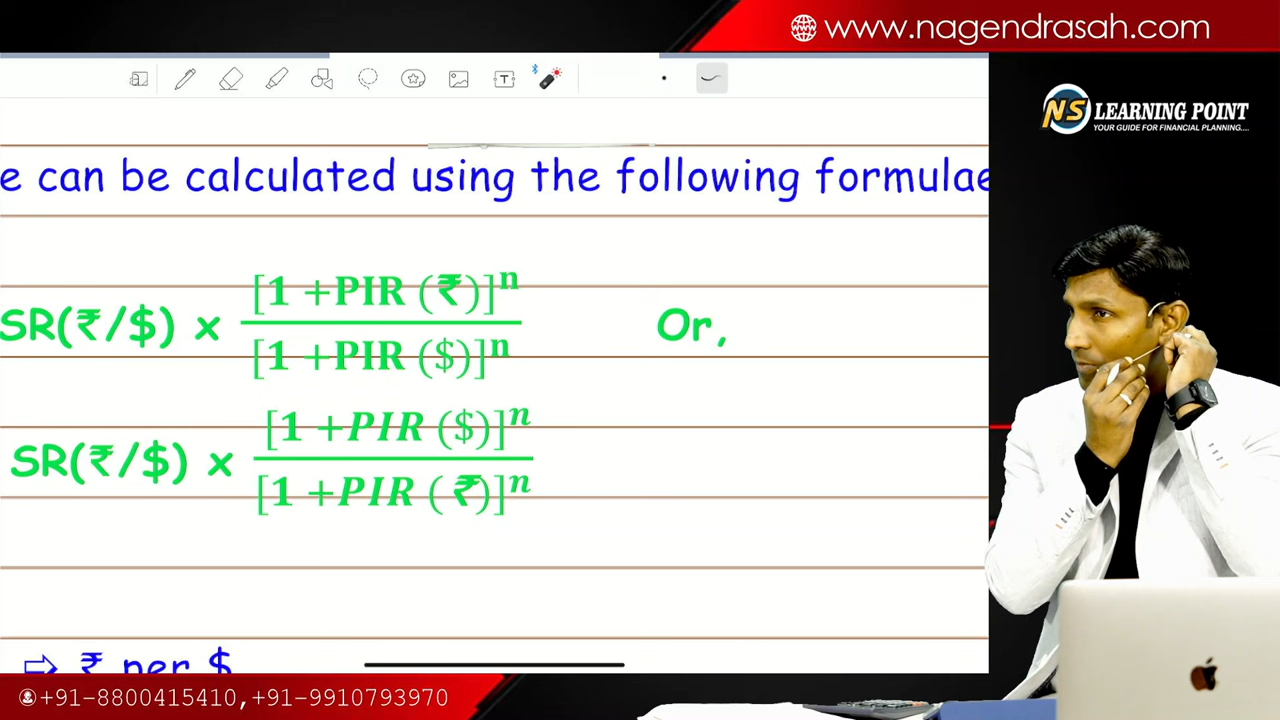 www.nagendrasah.com
NS LEARNING POINT
YOUR GUIDE FOR FINANCIAL PLANNING....
T
e can be calculated using the following formulae
SR(₹/$) x [1 +PIR (₹)]ⁿ / [1 +PIR ($)]ⁿ Or,
SR(₹/$) x [1 +PIR ($)]ⁿ / [1 +PIR ( ₹)]ⁿ
⇨ ₹ per $
+91-8800415410,+91-9910793970